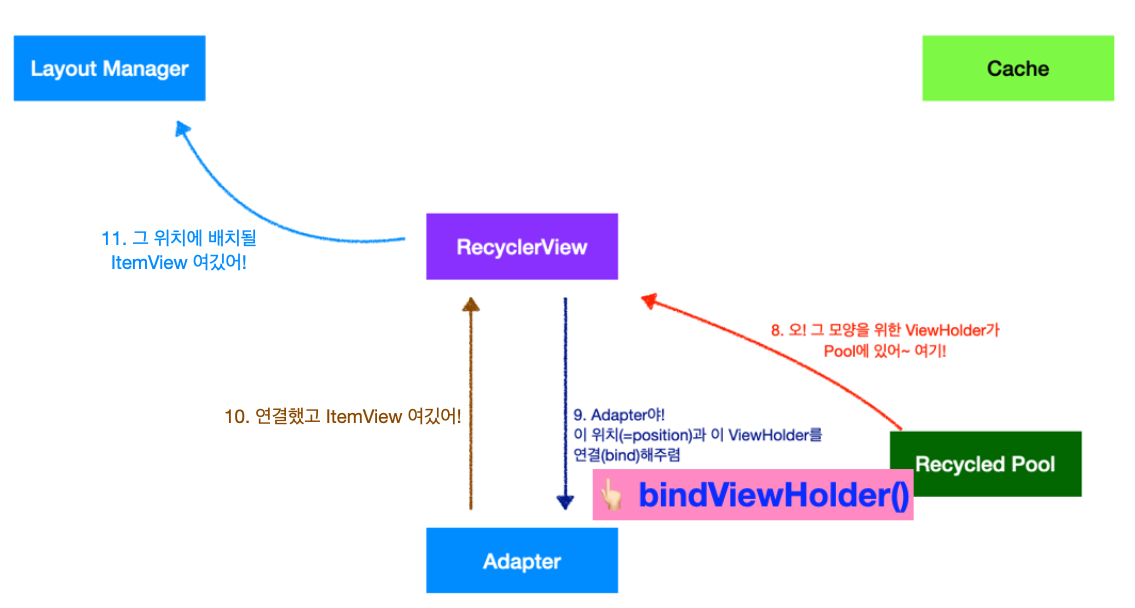 Layout Manager
Cache
11. 그 위치에 배치될
ItemView 여깄어!
RecyclerView
8. 오! 그 모양을 위한 ViewHolder가
Pool에 있어~ 여기!
10. 연결했고 ItemView 여깄어!
9. Adapter야!
이 위치(=position)과 이 ViewHolder를
연결(bind)해주렴
Recycled Pool
👆🏻 bindViewHolder()
Adapter